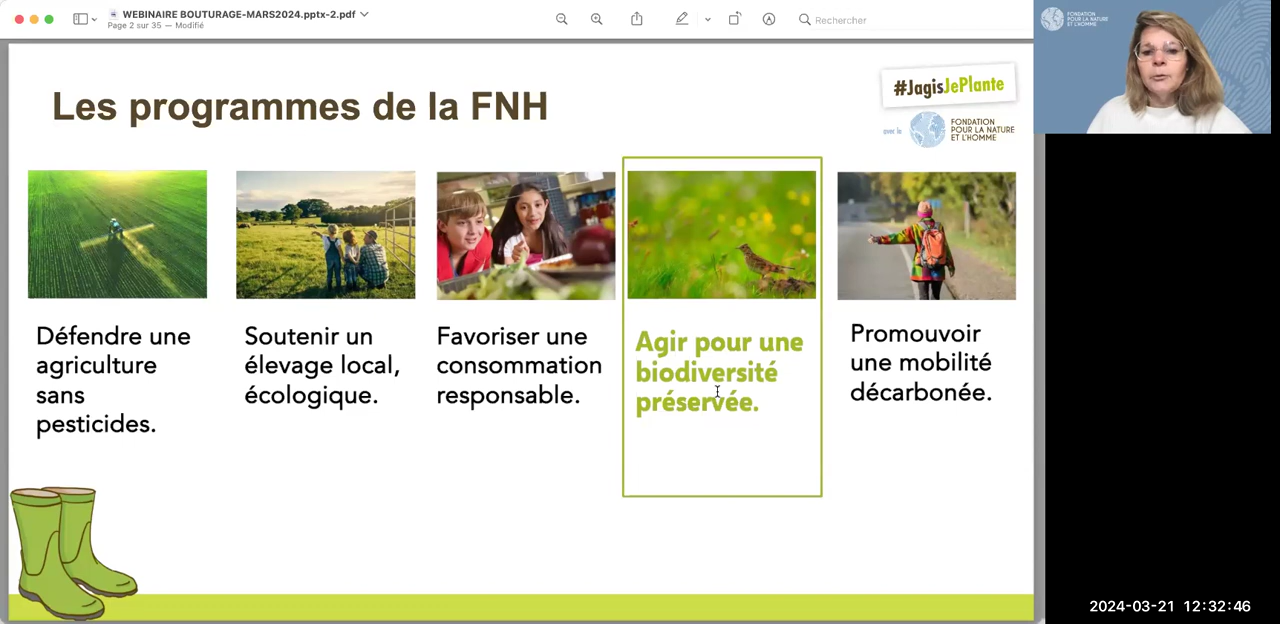 WEBINAIRE BOUTURAGE-MARS2024.pptx-2.pdf
Page 2 sur 35 — Modifié
Rechercher
FONDATION
POUR LA NATURE
ET L'HOMME
Les programmes de la FNH
#JagisJePlante
avec la
FONDATION
POUR LA NATURE
ET L'HOMME
Défendre une
agriculture
sans
pesticides.
Soutenir un
élevage local,
écologique.
Favoriser une
consommation
responsable.
Agir pour une
biodiversité
préservée.
Promouvoir
une mobilité
décarbonée.
2024-03-21 12:32:46